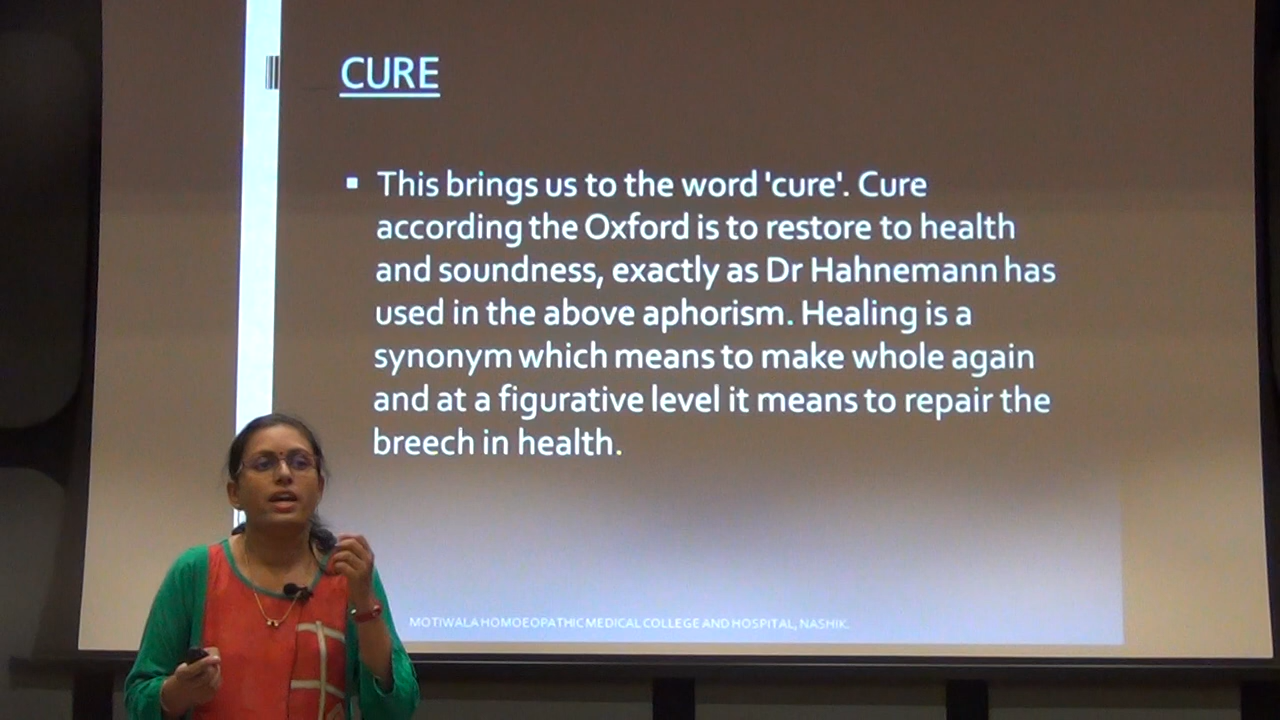 CURE
This brings us to the word 'cure'. Cure
according the Oxford is to restore to health
and soundness, exactly as Dr Hahnemann has
used in the above aphorism. Healing is a
synonym which means to make whole again
and at a figurative level it means to repair the
breech in health.
MOTIWALA HOMOEOPATHIC MEDICAL COLLEGE AND HOSPITAL, NASHIK.